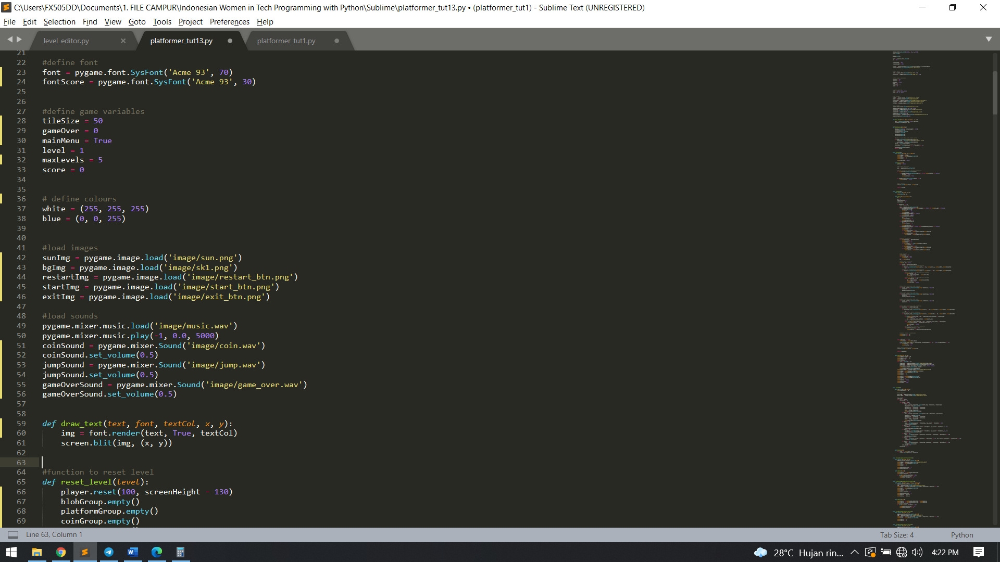 C:\Users\FX505DD\Documents\1. FILE CAMPUR\Indonesian Women in Tech Programming with Python\Sublime\platformer_tut13.py • (platformer_tut1) - Sublime Text (UNREGISTERED)
File Edit Selection Find View Goto Tools Project Preferences Help
level_editor.py platformer_tut13.py platformer_tut1.py
21
22 #define font
23 font = pygame.font.SysFont('Acme 93', 70)
24 fontScore = pygame.font.SysFont('Acme 93', 30)
25
26
27 #define game variables
28 tileSize = 50
29 gameOver = 0
30 mainMenu = True
31 level = 1
32 maxLevels = 5
33 score = 0
34
35
36 # define colours
37 white = (255, 255, 255)
38 blue = (0, 0, 255)
39
40
41 #load images
42 sunImg = pygame.image.load('image/sun.png')
43 bgImg = pygame.image.load('image/sk1.png')
44 restartImg = pygame.image.load('image/restart_btn.png')
45 startImg = pygame.image.load('image/start_btn.png')
46 exitImg = pygame.image.load('image/exit_btn.png')
47
48 #load sounds
49 pygame.mixer.music.load('image/music.wav')
50 pygame.mixer.music.play(-1, 0.0, 5000)
51 coinSound = pygame.mixer.Sound('image/coin.wav')
52 coinSound.set_volume(0.5)
53 jumpSound = pygame.mixer.Sound('image/jump.wav')
54 jumpSound.set_volume(0.5)
55 gameOverSound = pygame.mixer.Sound('image/game_over.wav')
56 gameOverSound.set_volume(0.5)
57
58
59 def draw_text(text, font, textCol, x, y):
60     img = font.render(text, True, textCol)
61     screen.blit(img, (x, y))
62
63
64 #function to reset level
65 def reset_level(level):
66     player.reset(100, screenHeight - 130)
67     blobGroup.empty()
68     platformGroup.empty()
69     coinGroup.empty()
Line 63, Column 1 Tab Size: 4 Python
28°C Hujan rin... 4:22 PM